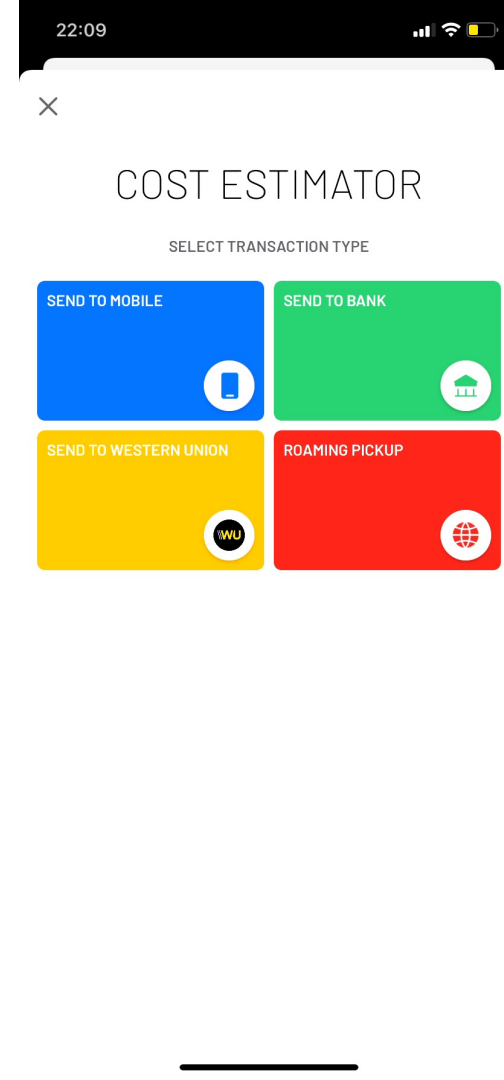 22:09
COST ESTIMATOR
SELECT TRANSACTION TYPE
SEND TO MOBILE
SEND TO BANK
SEND TO WESTERN UNION
WU
ROAMING PICKUP